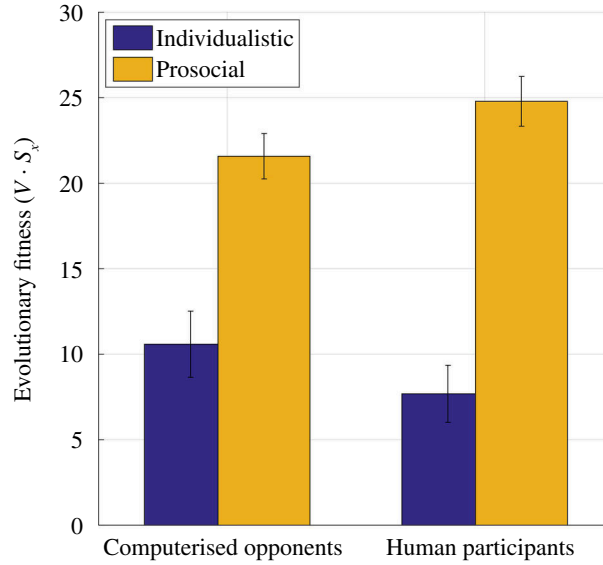 Individualistic
Prosocial
Evolutionary fitness (V · Sₓ)
30
25
20
15
10
5
0
Computerised opponents
Human participants